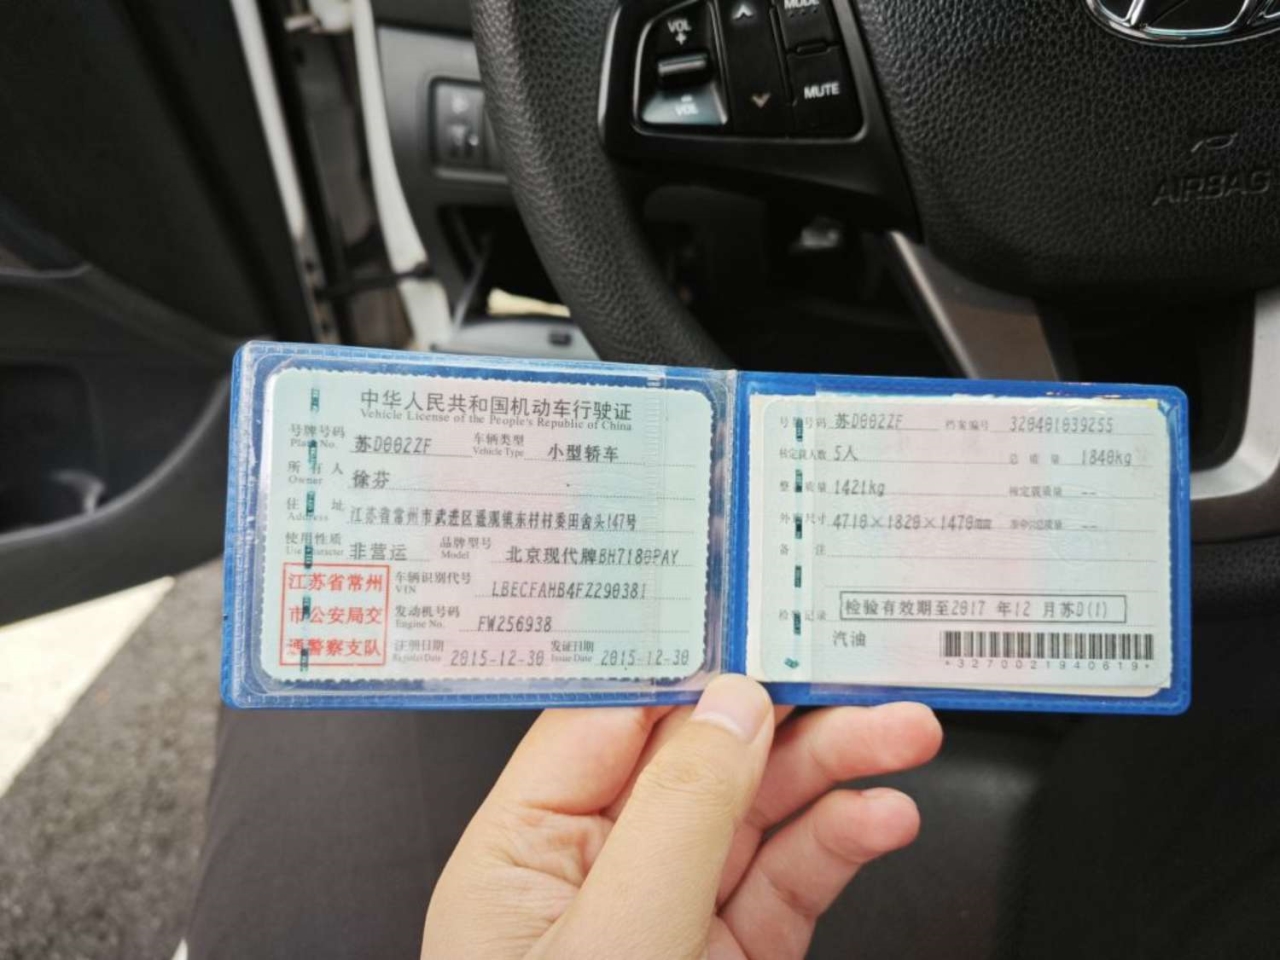 VOL
+
MODE
MUTE
VOL
AIRBAG
中华人民共和国机动车行驶证
Vehicle License of the People's Republic of China
号牌号码 苏D002ZF 车辆类型 小型轿车
Plate No. Vehicle Type
所有人 徐芬
Owner
住址 江苏省常州市武进区遥观镇东村村委田舍头147号
Address
使用性质 非营运 品牌型号 北京现代牌BH7180PAY
Use Character Model
江苏省常州
市公安局交
通警察支队
车辆识别代号 LBECFAHB4FZ290381
VIN
发动机号码 FW256938
Engine No.
注册日期 2015-12-30 发证日期 2015-12-30
Register Date Issue Date
号牌号码 苏D002ZF 档案编号 320401039255
核定载人数 5人 总质量 1840kg
整备质量 1421kg 核定载质量 --
外廓尺寸 4710×1820×1470mm 准牵引总质量 --
备注
检验记录 检验有效期至2017年12月苏D(1)
汽油
*3270021940619*